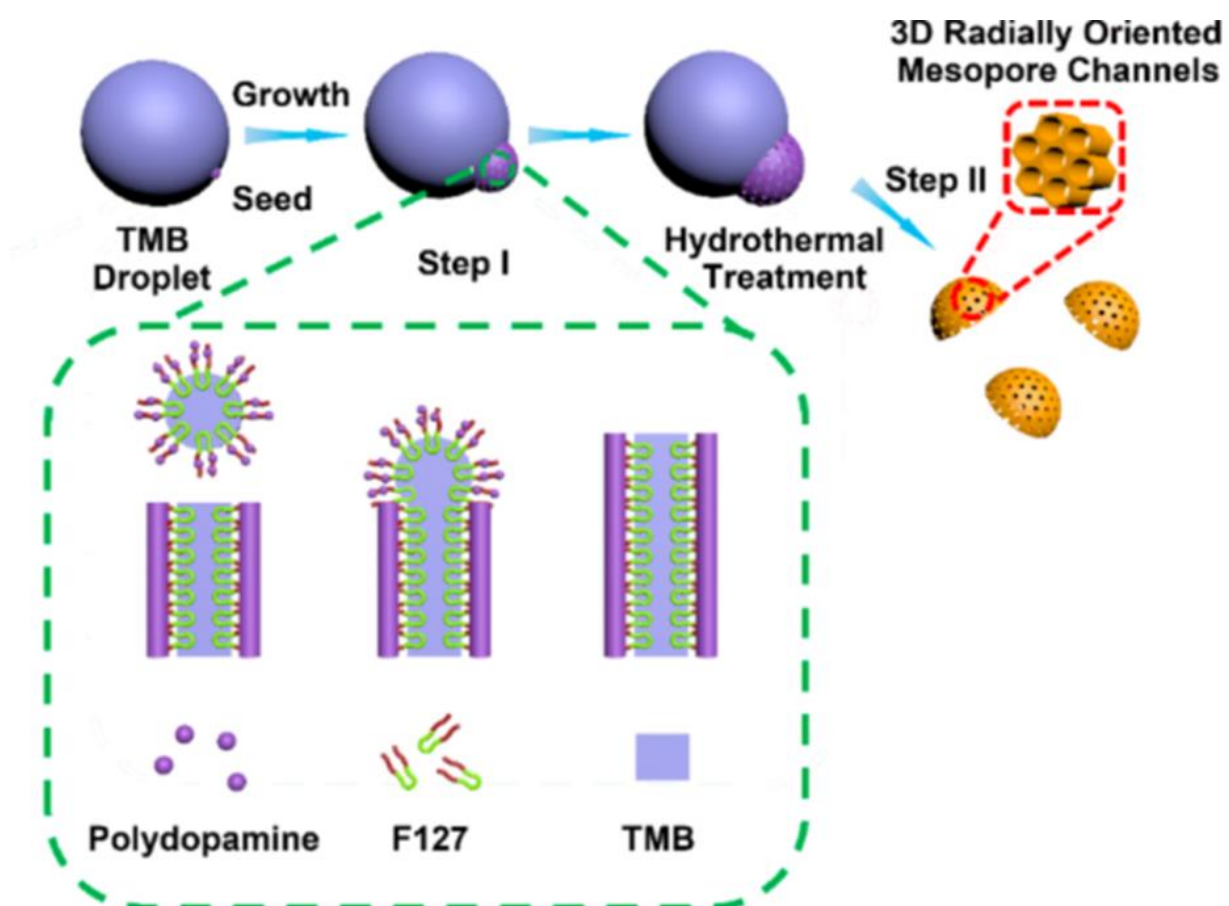 3D Radially Oriented
Mesopore Channels
Growth
Seed
TMB
Droplet
Step I
Hydrothermal
Treatment
Step II
Polydopamine
F127
TMB